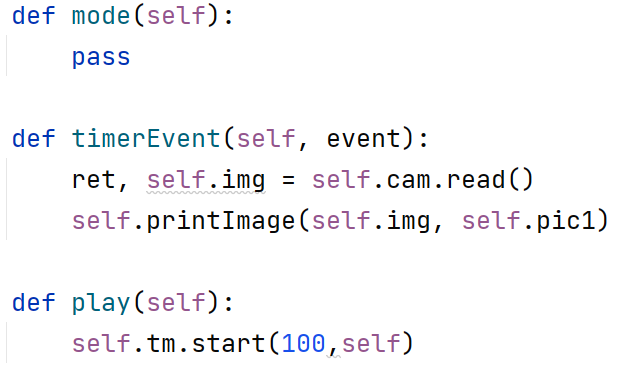 def mode(self):
    pass
def timerEvent(self, event):
    ret, self.img = self.cam.read()
    self.printImage(self.img, self.pic1)
def play(self):
    self.tm.start(100,self)